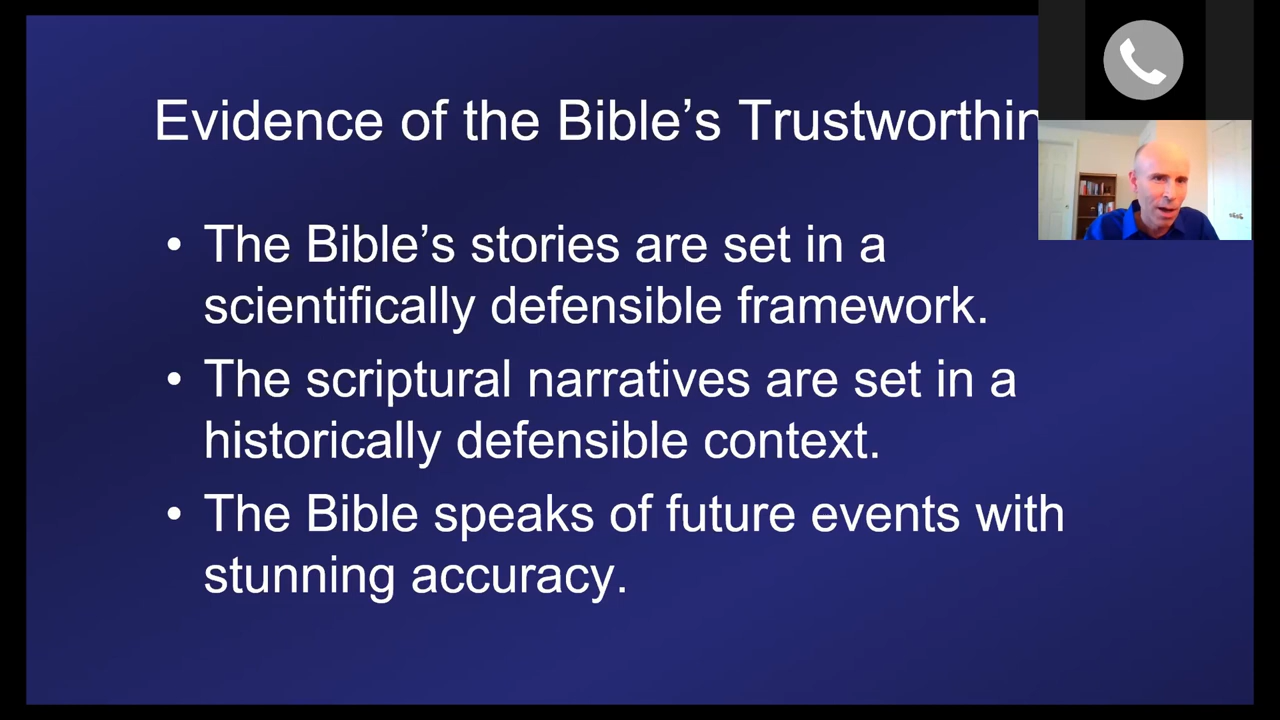 Evidence of the Bible's Trustworthin
• The Bible's stories are set in a
scientifically defensible framework.
• The scriptural narratives are set in a
historically defensible context.
• The Bible speaks of future events with
stunning accuracy.